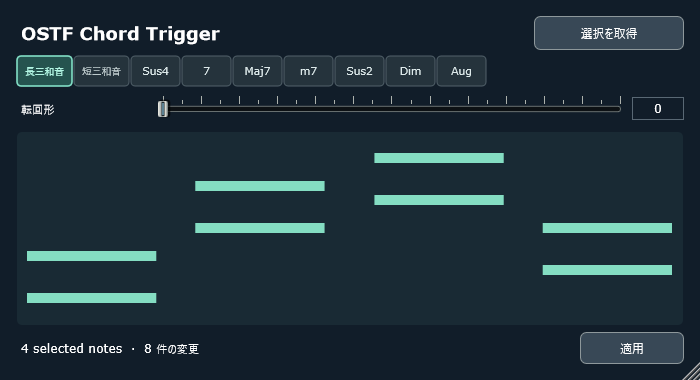 OSTF Chord Trigger
選択を取得
長三和音 短三和音 Sus4 7 Maj7 m7 Sus2 Dim Aug
転回形 0
4 selected notes · 8 件の変更
適用